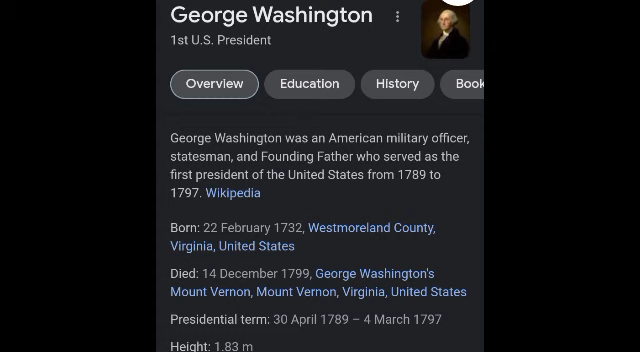 George Washington
1st U.S. President
Overview
Education
History
Book
George Washington was an American military officer,
statesman, and Founding Father who served as the
first president of the United States from 1789 to
1797. Wikipedia
Born: 22 February 1732, Westmoreland County,
Virginia, United States
Died: 14 December 1799, George Washington's
Mount Vernon, Mount Vernon, Virginia, United States
Presidential term: 30 April 1789 – 4 March 1797
Height: 1.83 m